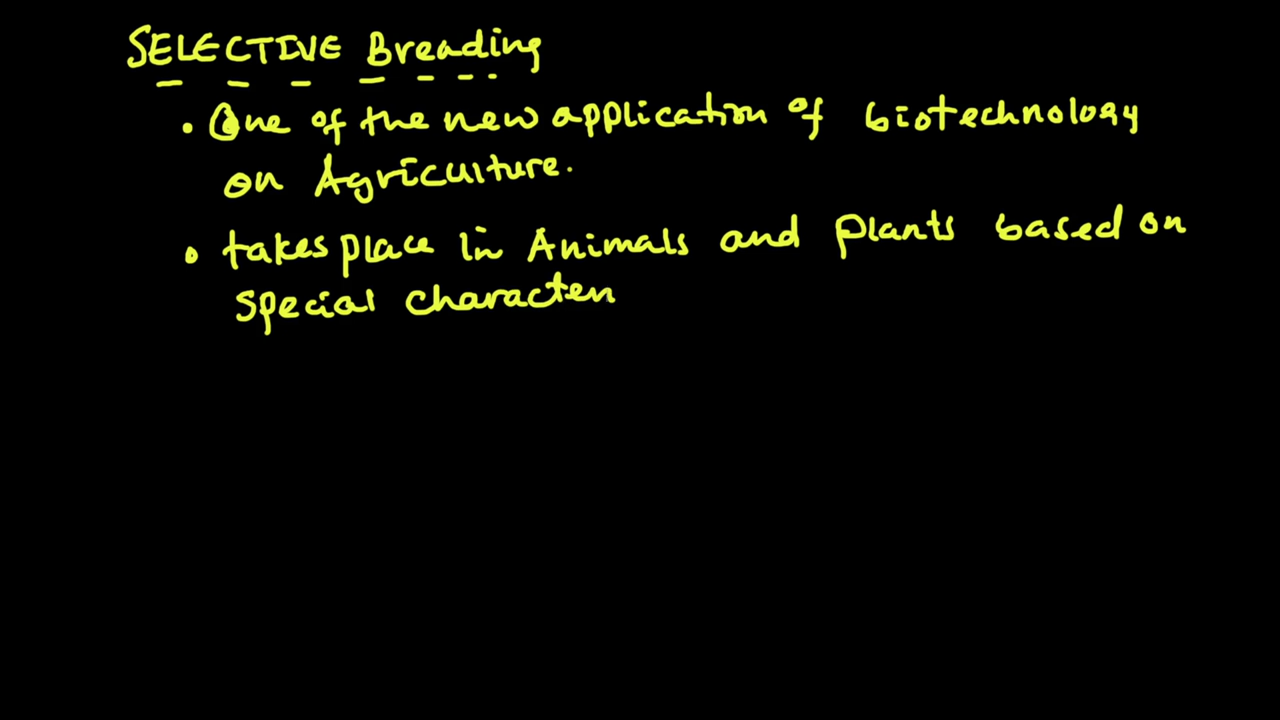 SELECTIVE Breading
• One of the new application of biotechnology
on Agriculture.
• takes place in Animals and plants based on
special characten